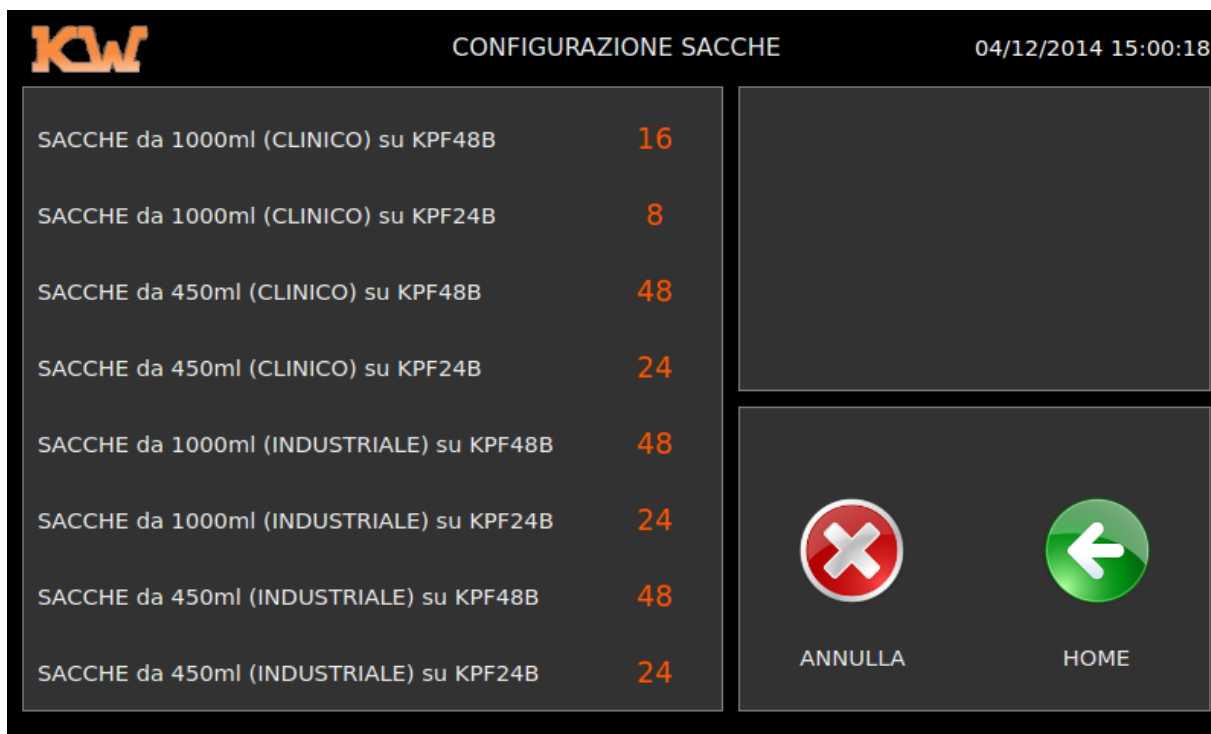 KW
CONFIGURAZIONE SACCHE
04/12/2014 15:00:18
SACCHE da 1000ml (CLINICO) su KPF48B 16
SACCHE da 1000ml (CLINICO) su KPF24B 8
SACCHE da 450ml (CLINICO) su KPF48B 48
SACCHE da 450ml (CLINICO) su KPF24B 24
SACCHE da 1000ml (INDUSTRIALE) su KPF48B 48
SACCHE da 1000ml (INDUSTRIALE) su KPF24B 24
SACCHE da 450ml (INDUSTRIALE) su KPF48B 48
SACCHE da 450ml (INDUSTRIALE) su KPF24B 24
ANNULLA
HOME